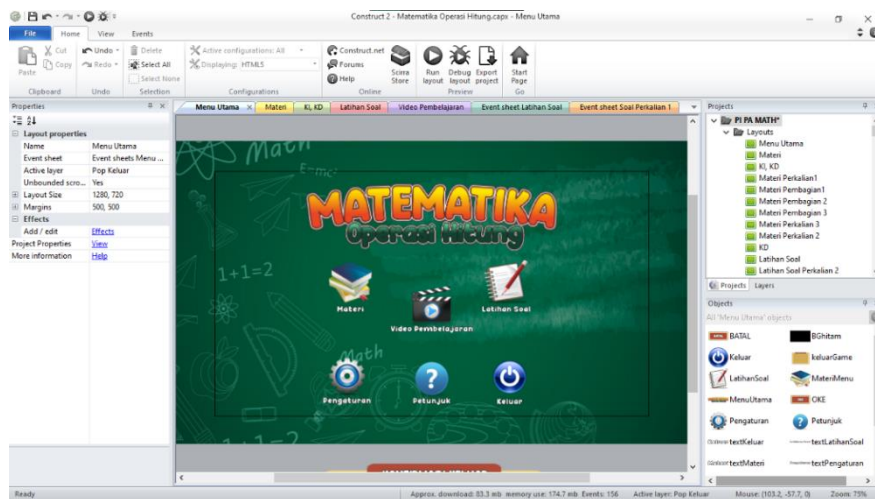 Construct 2 - Matematika Operasi Hitung.capx - Menu Utama
File Home View Events
Paste
Cut
Copy
Clipboard
Undo
Redo
Undo
Delete
Select All
Select None
Selection
Active configurations: All
Displaying: HTML5
Configurations
Construct.net
Forums
Help
Online
Scirra Store
Run layout
Debug layout
Export project
Preview
Start Page
Go
Properties
Layout properties
Name Menu Utama
Event sheet Event sheets Menu ...
Active layer Pop Keluar
Unbounded scro... Yes
Layout Size 1280, 720
Margins 500, 500
Effects
Add / edit Effects
Project Properties View
More information Help
Menu Utama Materi KI, KD Latihan Soal Video Pembelajaran Event sheet Latihan Soal Event sheet Soal Perkalian 1
Math
E=mc²
MATEMATIKA
Operasi Hitung
1+1=2
Materi
Video Pembelajaran
Latihan Soal
Math
Pengaturan
Petunjuk
Keluar
Projects
PI PA MATH*
Layouts
Menu Utama
Materi
KI, KD
Materi Perkalian1
Materi Pembagian1
Materi Pembagian 2
Materi Pembagian 3
Materi Perkalian 3
Materi Perkalian 2
KD
Latihan Soal
Latihan Soal Perkalian 2
Projects Layers
Objects
All 'Menu Utama' objects
BATAL BGhitam
Keluar keluarGame
LatihanSoal MateriMenu
MenuUtama OKE
Pengaturan Petunjuk
textKeluar textLatihanSoal
textMateri textPengaturan
Ready Approx. download: 83.3 mb memory use: 174.7 mb Events: 156 Active layer: Pop Keluar Mouse: (103.2, -57.7, 0) Zoom: 75%